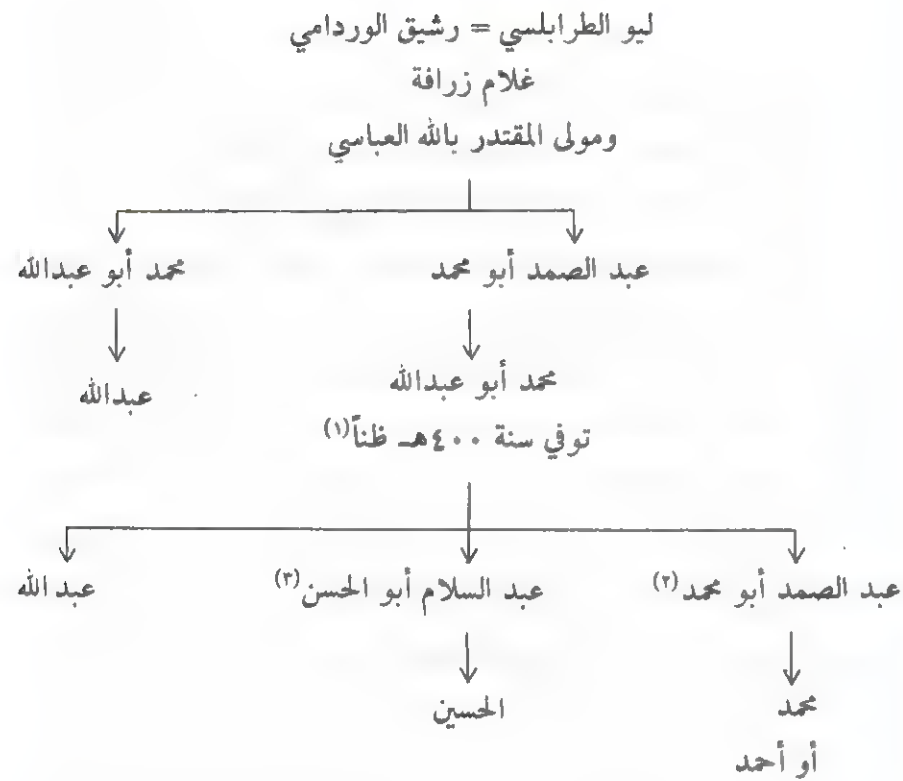 ليو الطرابلسي = رشيق الوردامي
غلام زرافة
ومولى المقتدر بالله العباسي
عبد الصمد أبو محمد
محمد أبو عبدالله
محمد أبو عبدالله
عبدالله
توفي سنة ٤٠٠هـ ظناً(١)
عبد الصمد أبو محمد(٢)
عبد السلام أبو الحسن(٣)
عبد الله
محمد
الحسين
أو أحمد